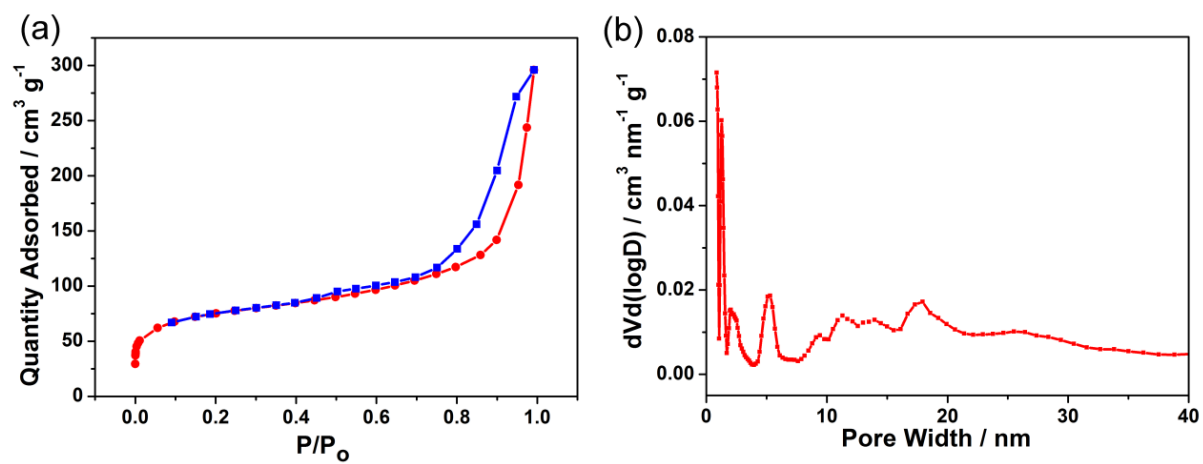 (a)
Quantity Adsorbed / cm³ g⁻¹
300
250
200
150
100
50
0
0.0 0.2 0.4 0.6 0.8 1.0
P/Pₒ
(b)
dVd(logD) / cm³ nm⁻¹ g⁻¹
0.08
0.06
0.04
0.02
0.00
0 10 20 30 40
Pore Width / nm